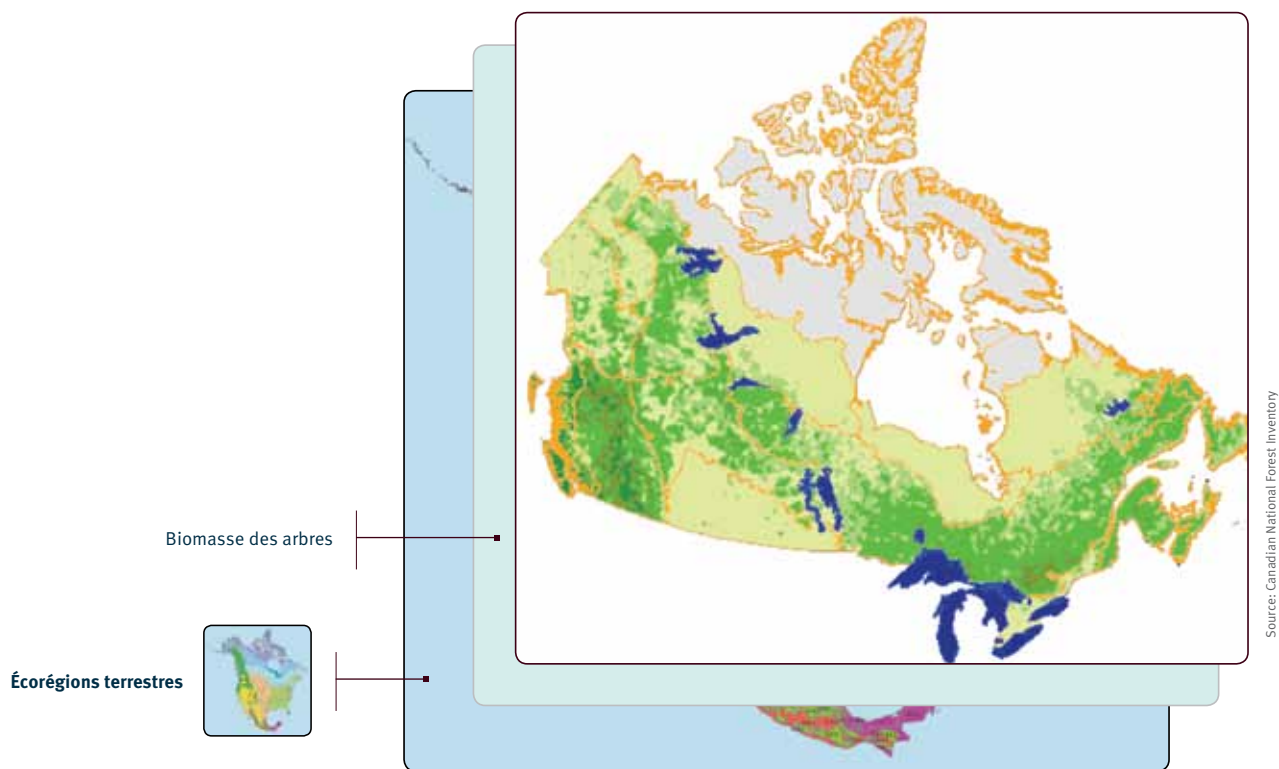 Biomasse des arbres
Écorégions terrestres
Source: Canadian National Forest Inventory